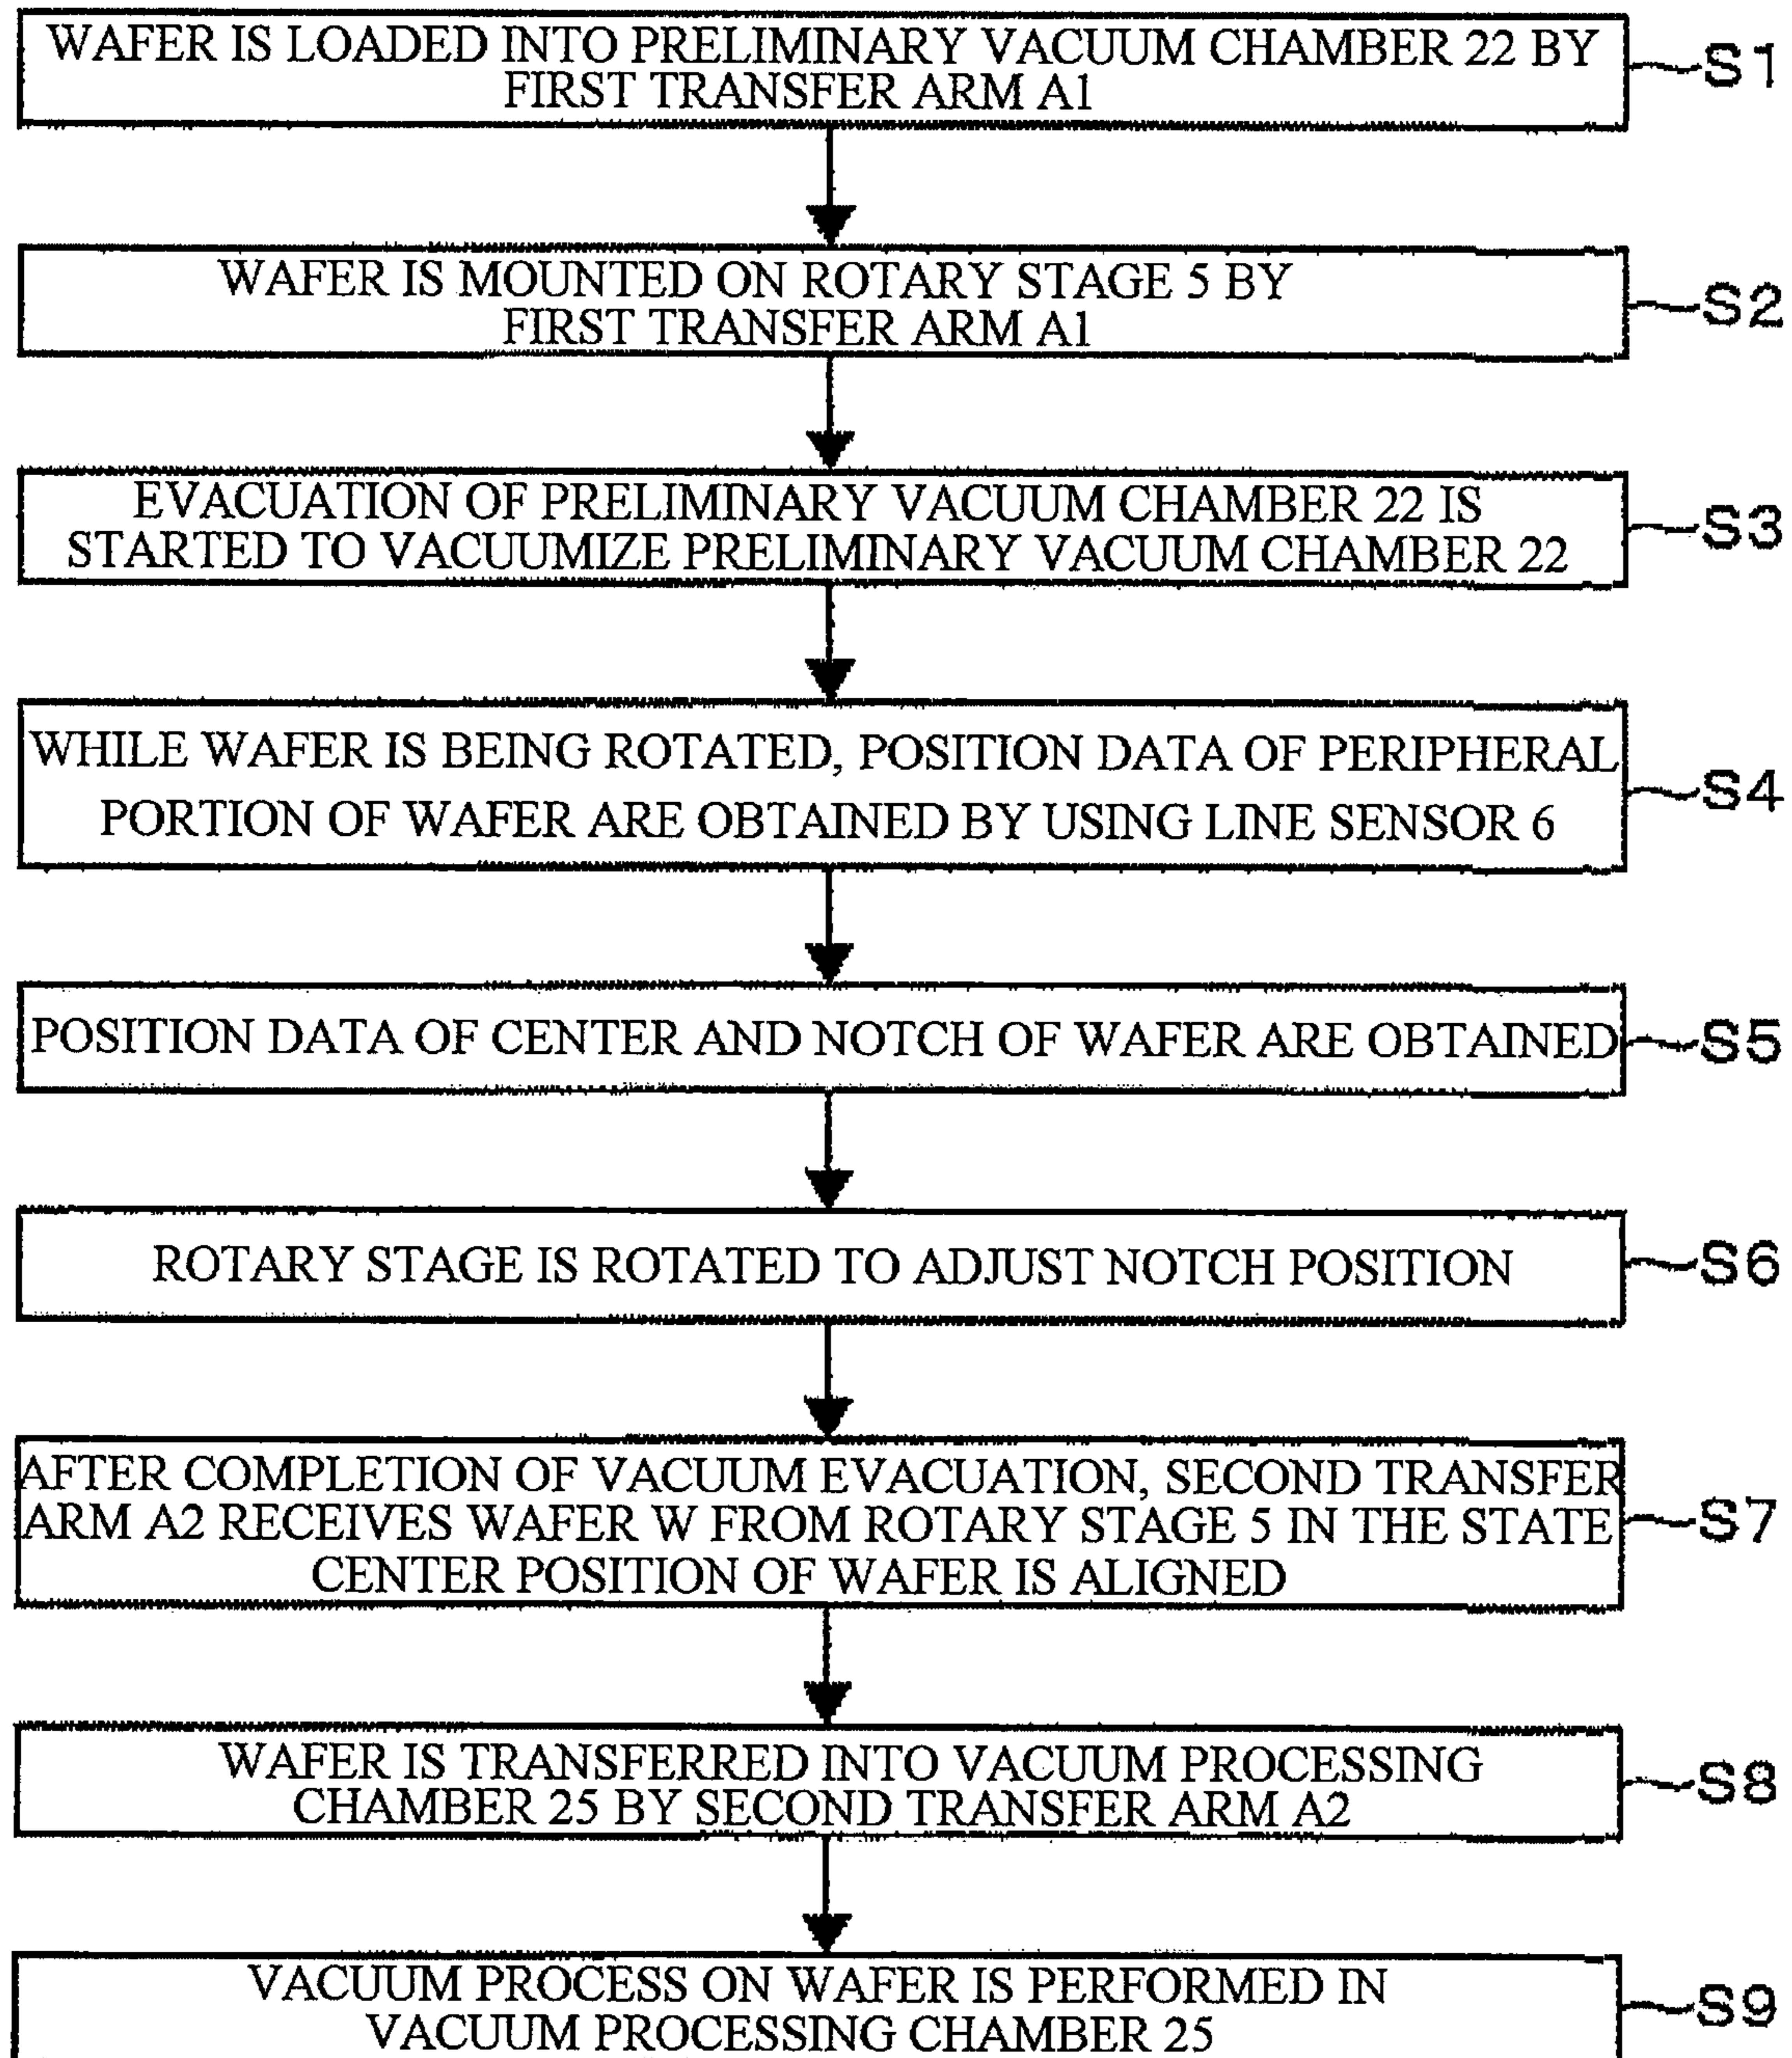 WAFER IS LOADED INTO PRELIMINARY VACUUM CHAMBER 22 BY
FIRST TRANSFER ARM A1
S1
WAFER IS MOUNTED ON ROTARY STAGE 5 BY
FIRST TRANSFER ARM A1
S2
EVACUATION OF PRELIMINARY VACUUM CHAMBER 22 IS
STARTED TO VACUUMIZE PRELIMINARY VACUUM CHAMBER 22
S3
WHILE WAFER IS BEING ROTATED, POSITION DATA OF PERIPHERAL
PORTION OF WAFER ARE OBTAINED BY USING LINE SENSOR 6
S4
POSITION DATA OF CENTER AND NOTCH OF WAFER ARE OBTAINED
S5
ROTARY STAGE IS ROTATED TO ADJUST NOTCH POSITION
S6
AFTER COMPLETION OF VACUUM EVACUATION, SECOND TRANSFER
ARM A2 RECEIVES WAFER W FROM ROTARY STAGE 5 IN THE STATE
CENTER POSITION OF WAFER IS ALIGNED
S7
WAFER IS TRANSFERRED INTO VACUUM PROCESSING
CHAMBER 25 BY SECOND TRANSFER ARM A2
S8
VACUUM PROCESS ON WAFER IS PERFORMED IN
VACUUM PROCESSING CHAMBER 25
S9